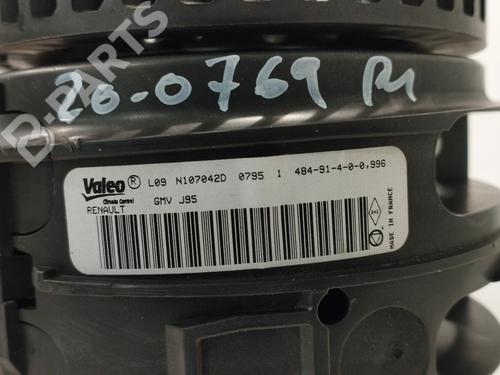 B-PARTS
20-0769 R1
Valeo® L09 N107042D 0795 1 484-91-4-0-0,996
Climate Control
RENAULT GMV J95
MADE IN FRANCE